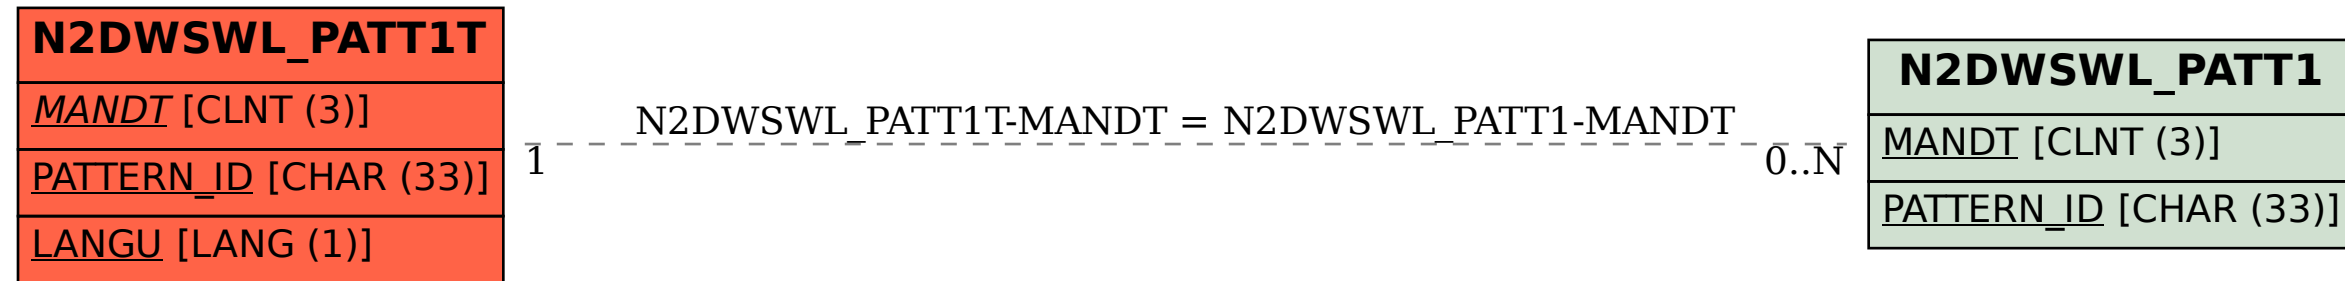 N2DWSWL_PATT1T
MANDT [CLNT (3)]
PATTERN_ID [CHAR (33)]
LANGU [LANG (1)]
N2DWSWL_PATT1T-MANDT = N2DWSWL_PATT1-MANDT
1
0..N
N2DWSWL_PATT1
MANDT [CLNT (3)]
PATTERN_ID [CHAR (33)]